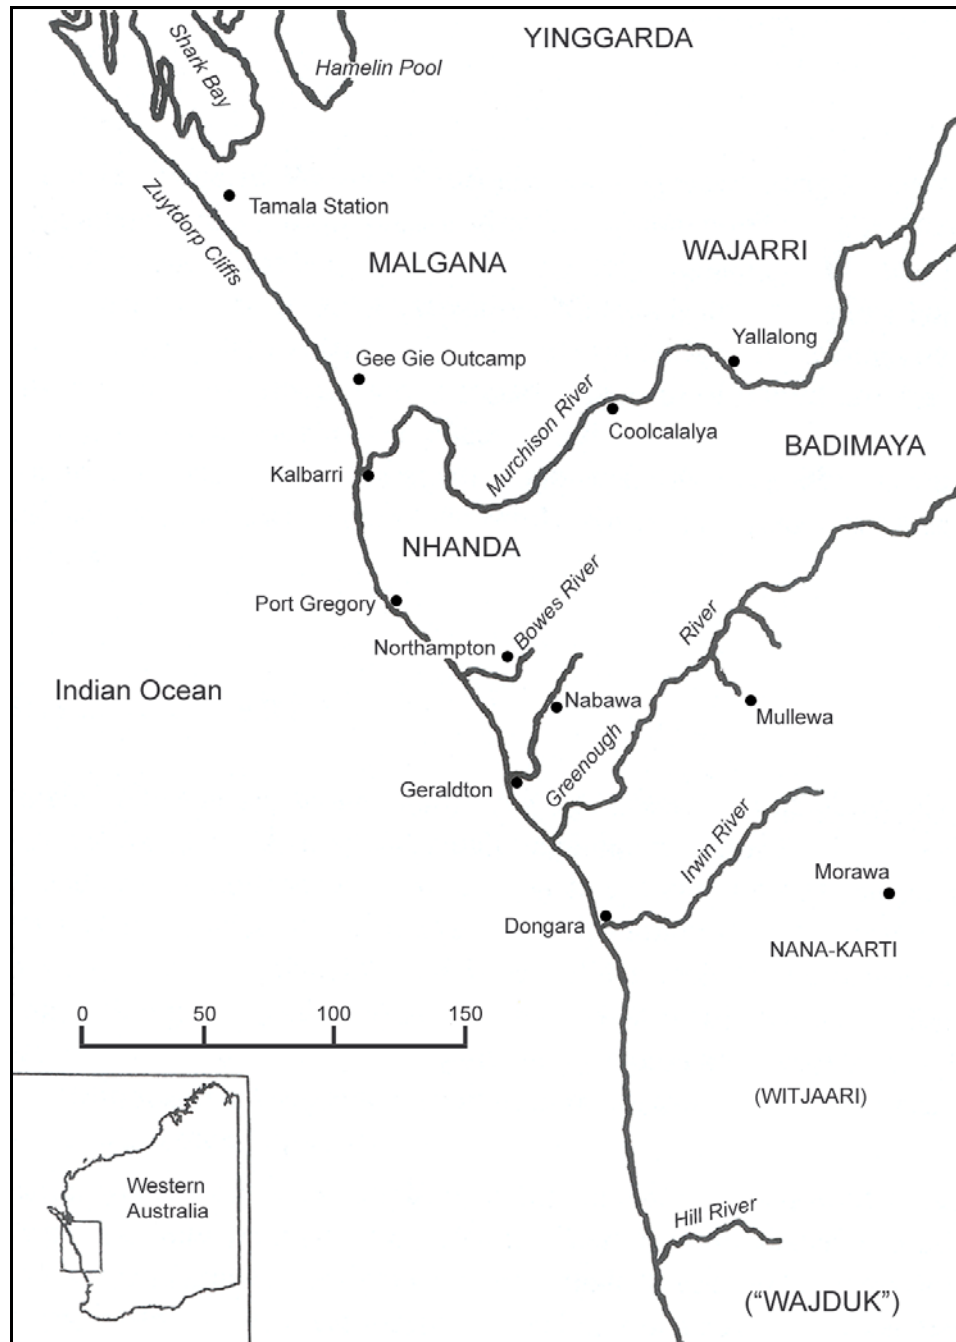 YINGGARDA
Shark Bay
Hamelin Pool
Zuytdorp Cliffs
Tamala Station
MALGANA
WAJARRI
Yallalong
Gee Gie Outcamp
Murchison River
Coolcalalya
BADIMAYA
Kalbarri
NHANDA
Bowes River
Port Gregory
River
Northampton
Indian Ocean
Nabawa
Mullewa
Greenough
Geraldton
Irwin River
Morawa
Dongara
NANA-KARTI
0 50 100 150
(WITJAARI)
Western
Australia
Hill River
(“WAJDUK”)